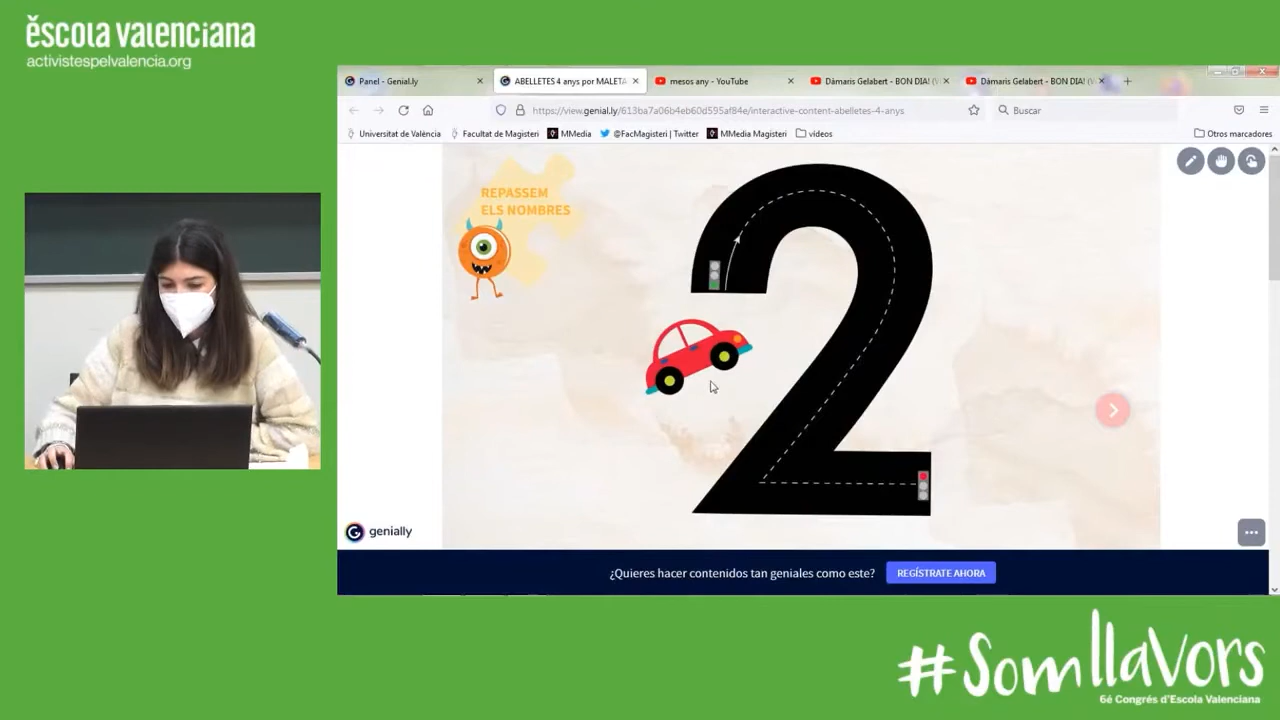 ĕscola valenciana
activistespelvalencia.org
Panel - Genial.ly
ABELLETES 4 anys por MALETA
mesos any - YouTube
Dàmaris Gelabert - BON DIA! (V
Dàmaris Gelabert - BON DIA! (V
https://view.genial.ly/613ba7a06b4eb60d595af84e/interactive-content-abelletes-4-anys
Buscar
Universitat de València
Facultat de Magisteri
MMedia
@FacMagisteri | Twitter
MMedia Magisteri
vídeos
Otros marcadores
REPASSEM
ELS NOMBRES
2
genially
¿Quieres hacer contenidos tan geniales como este?
REGÍSTRATE AHORA
#Somllavors
6é Congrés d'Escola Valenciana